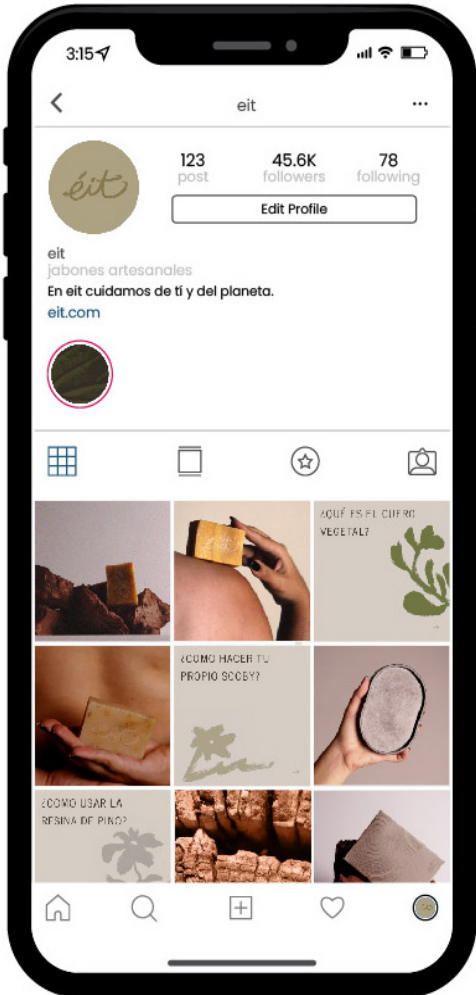 3:15
eit
éit
123 45.6K 78
post followers following
Edit Profile
eit
jabones artesanales
En eit cuidamos de tí y del planeta.
eit.com
eit
¿QUÉ ES EL CUERO
VEGETAL?
¿COMO HACER TU
PROPIO SCOBY?
¿COMO USAR LA
RESINA DE PINO?